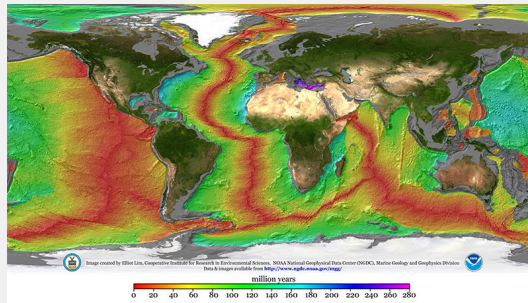 Image created by Elliot Lim, Cooperative Institute for Research in Environmental Sciences, NOAA National Geophysical Data Center (NGDC), Marine Geology and Geophysics Division
Data & images available from http://www.ngdc.noaa.gov/mgg/
million years
0 20 40 60 80 100 120 140 160 180 200 220 240 260 280